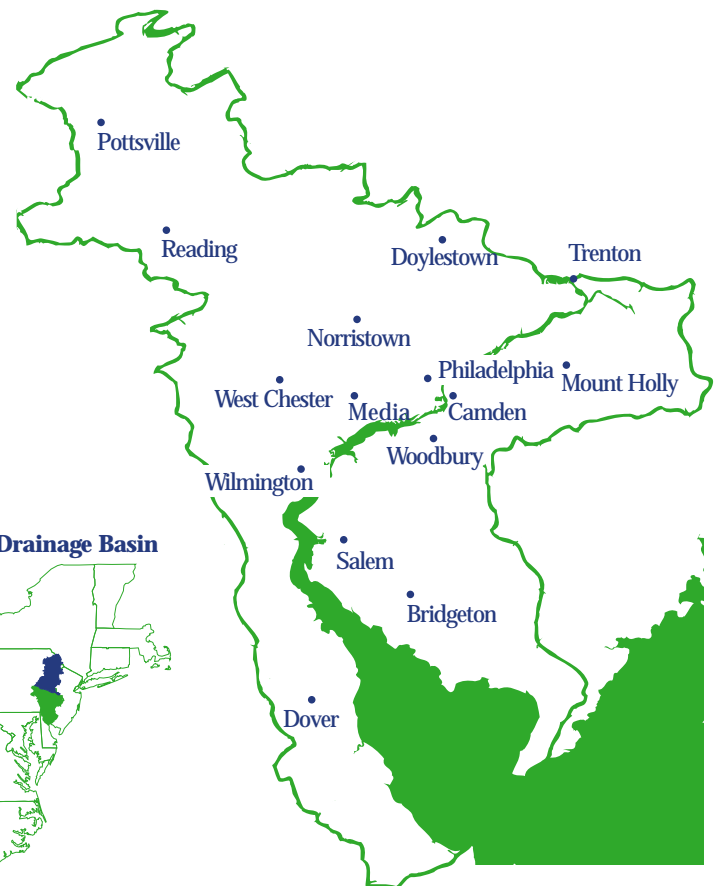 Pottsville
Reading
Doylestown
Trenton
Norristown
Philadelphia
Mount Holly
West Chester
Media
Camden
Woodbury
Wilmington
Drainage Basin
Salem
Bridgeton
Dover